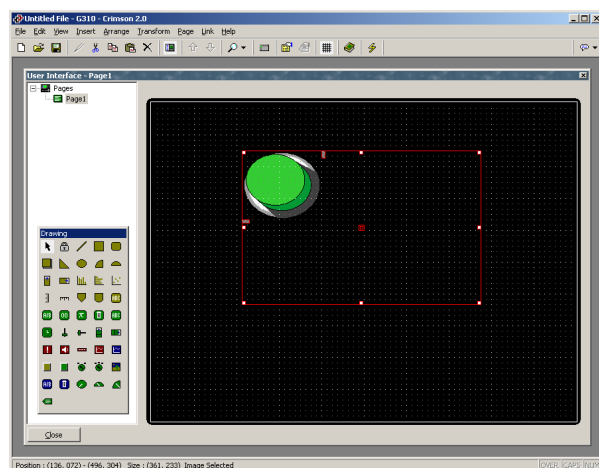 Untitled File - G310 - Crimson 2.0
File Edit View Insert Arrange Transform Page Link Help
User Interface - Page1
Pages
Page1
Drawing
Close
Position : (136, 072) - (496, 304) Size : (361, 233) Image Selected
OVER CAPS NUM